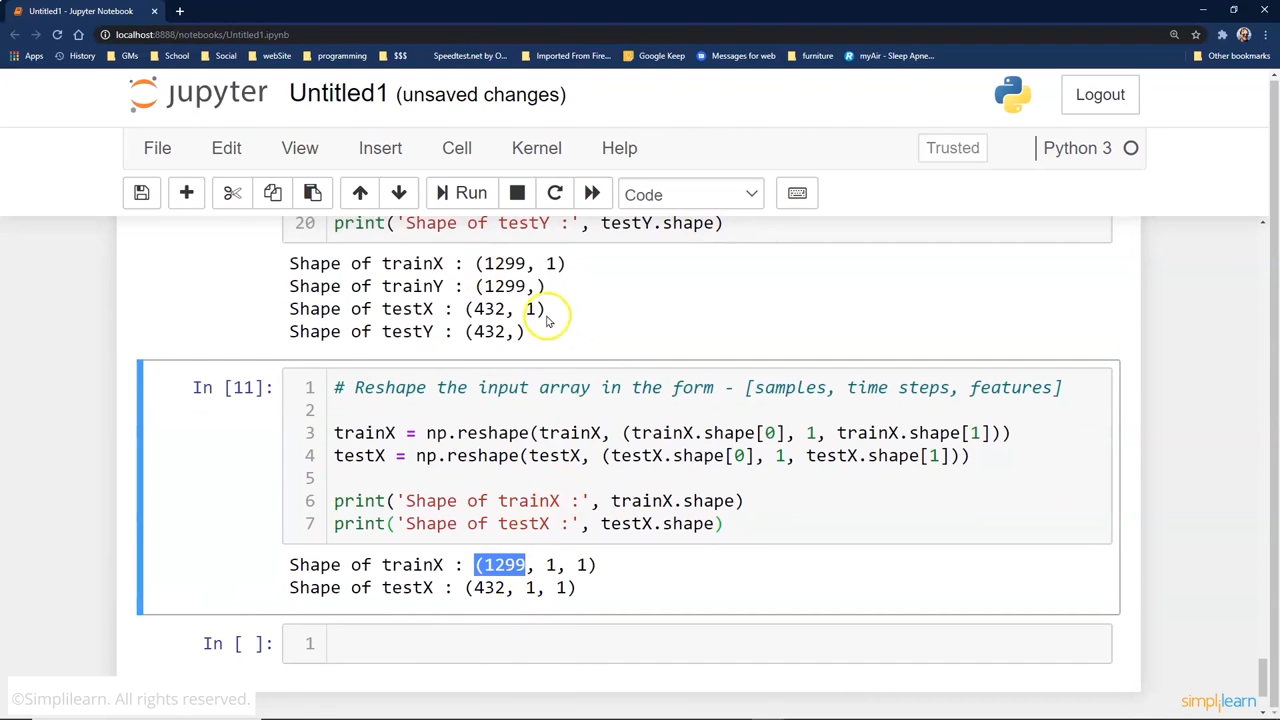 Untitled1 - Jupyter Notebook
localhost:8888/notebooks/Untitled1.ipynb
Apps History GMs School Social webSite programming $$$ Speedtest.net by O... Imported From Fire... Google Keep Messages for web furniture myAir - Sleep Apne... Other bookmarks
jupyter Untitled1 (unsaved changes) Logout
File Edit View Insert Cell Kernel Help Trusted Python 3
Run Code
20 print('Shape of testY :', testY.shape)
Shape of trainX : (1299, 1)
Shape of trainY : (1299,)
Shape of testX : (432, 1)
Shape of testY : (432,)
In [11]: 1 # Reshape the input array in the form - [samples, time steps, features]
2
3 trainX = np.reshape(trainX, (trainX.shape[0], 1, trainX.shape[1]))
4 testX = np.reshape(testX, (testX.shape[0], 1, testX.shape[1]))
5
6 print('Shape of trainX :', trainX.shape)
7 print('Shape of testX :', testX.shape)
Shape of trainX : (1299, 1, 1)
Shape of testX : (432, 1, 1)
In [ ]: 1
©Simplilearn. All rights reserved.
simplilearn